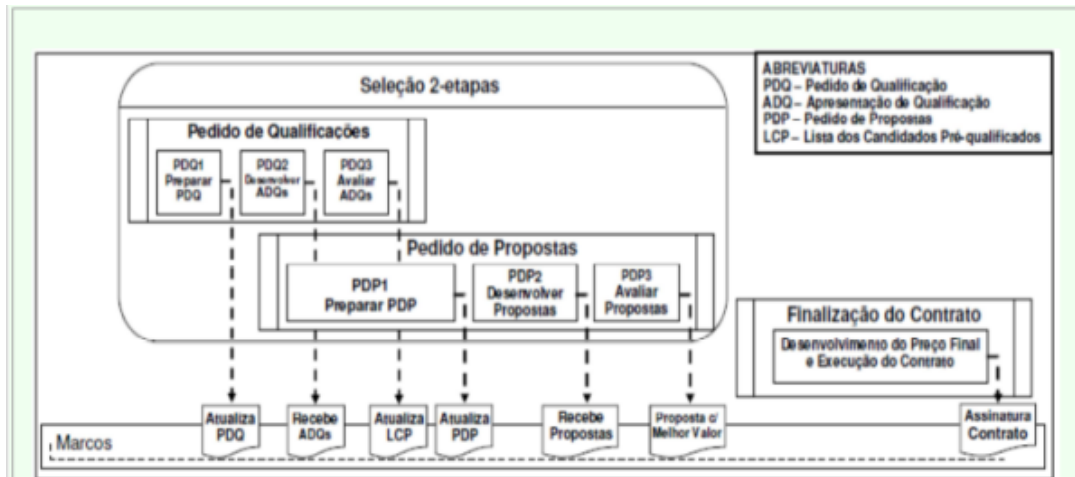 Seleção 2-etapas
ABREVIATURAS
PDQ – Pedido de Qualificação
ADQ – Apresentação de Qualificação
PDP – Pedido de Propostas
LCP – Lista dos Candidados Pré-qualificados
Pedido de Qualificações
PDQ1
Preparar
PDQ
PDQ2
Desenvolver
ADQs
PDQ3
Avaliar
ADQs
Pedido de Propostas
PDP1
Preparar PDP
PDP2
Desenvolver
Propostas
PDP3
Avaliar
Propostas
Finalização do Contrato
Desenvolvimento do Preço Final
e Execução do Contrato
Marcos
Atualiza
PDQ
Recebe
ADQs
Atualiza
LCP
Atualiza
PDP
Recebe
Propostas
Proposta c/
Melhor Valor
Assinatura
Contrato